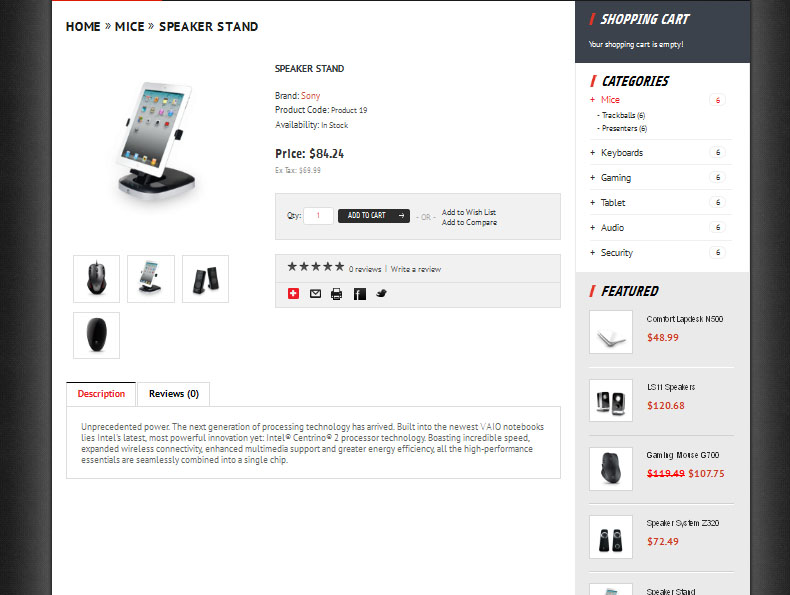 HOME » MICE » SPEAKER STAND
SPEAKER STAND
Brand: Sony
Product Code: Product 19
Availability: In Stock
Price: $84.24
Ex Tax: $69.99
Qty: 1 ADD TO CART - OR - Add to Wish List
Add to Compare
0 reviews | Write a review
Description Reviews (0)
Unprecedented power. The next generation of processing technology has arrived. Built into the newest VAIO notebooks
lies Intel's latest, most powerful innovation yet: Intel® Centrino® 2 processor technology. Boasting incredible speed,
expanded wireless connectivity, enhanced multimedia support and greater energy efficiency, all the high-performance
essentials are seamlessly combined into a single chip.
SHOPPING CART
Your shopping cart is empty!
CATEGORIES
+ Mice 6
- Trackballs (6)
- Presenters (6)
+ Keyboards 6
+ Gaming 6
+ Tablet 6
+ Audio 6
+ Security 6
FEATURED
Comfort Lapdesk N500
$48.99
LS11 Speakers
$120.68
Gaming Mouse G700
$119.49 $107.75
Speaker System Z320
$72.49
Speaker Stand